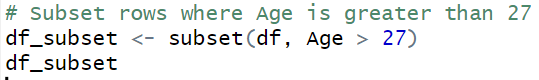 # Subset rows where Age is greater than 27
df_subset <- subset(df, Age > 27)
df_subset